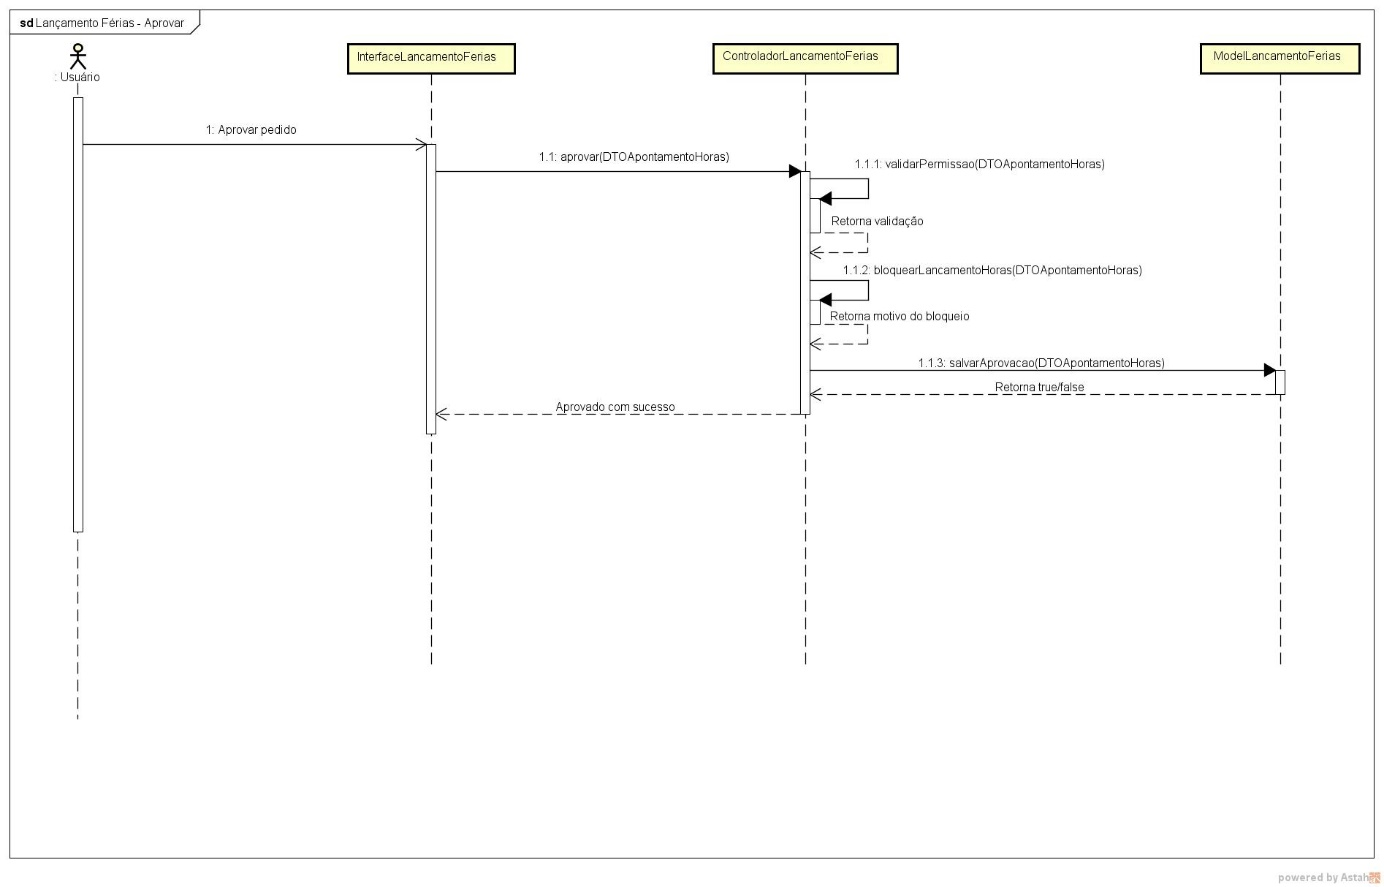 sd Lançamento Férias - Aprovar
: Usuário
InterfaceLancamentoFerias
ControladorLancamentoFerias
ModelLancamentoFerias
1: Aprovar pedido
1.1: aprovar(DTOApontamentoHoras)
1.1.1: validarPermissao(DTOApontamentoHoras)
Retorna validação
1.1.2: bloquearLancamentoHoras(DTOApontamentoHoras)
Retorna motivo do bloqueio
1.1.3: salvarAprovacao(DTOApontamentoHoras)
Retorna true/false
Aprovado com sucesso
powered by Astah